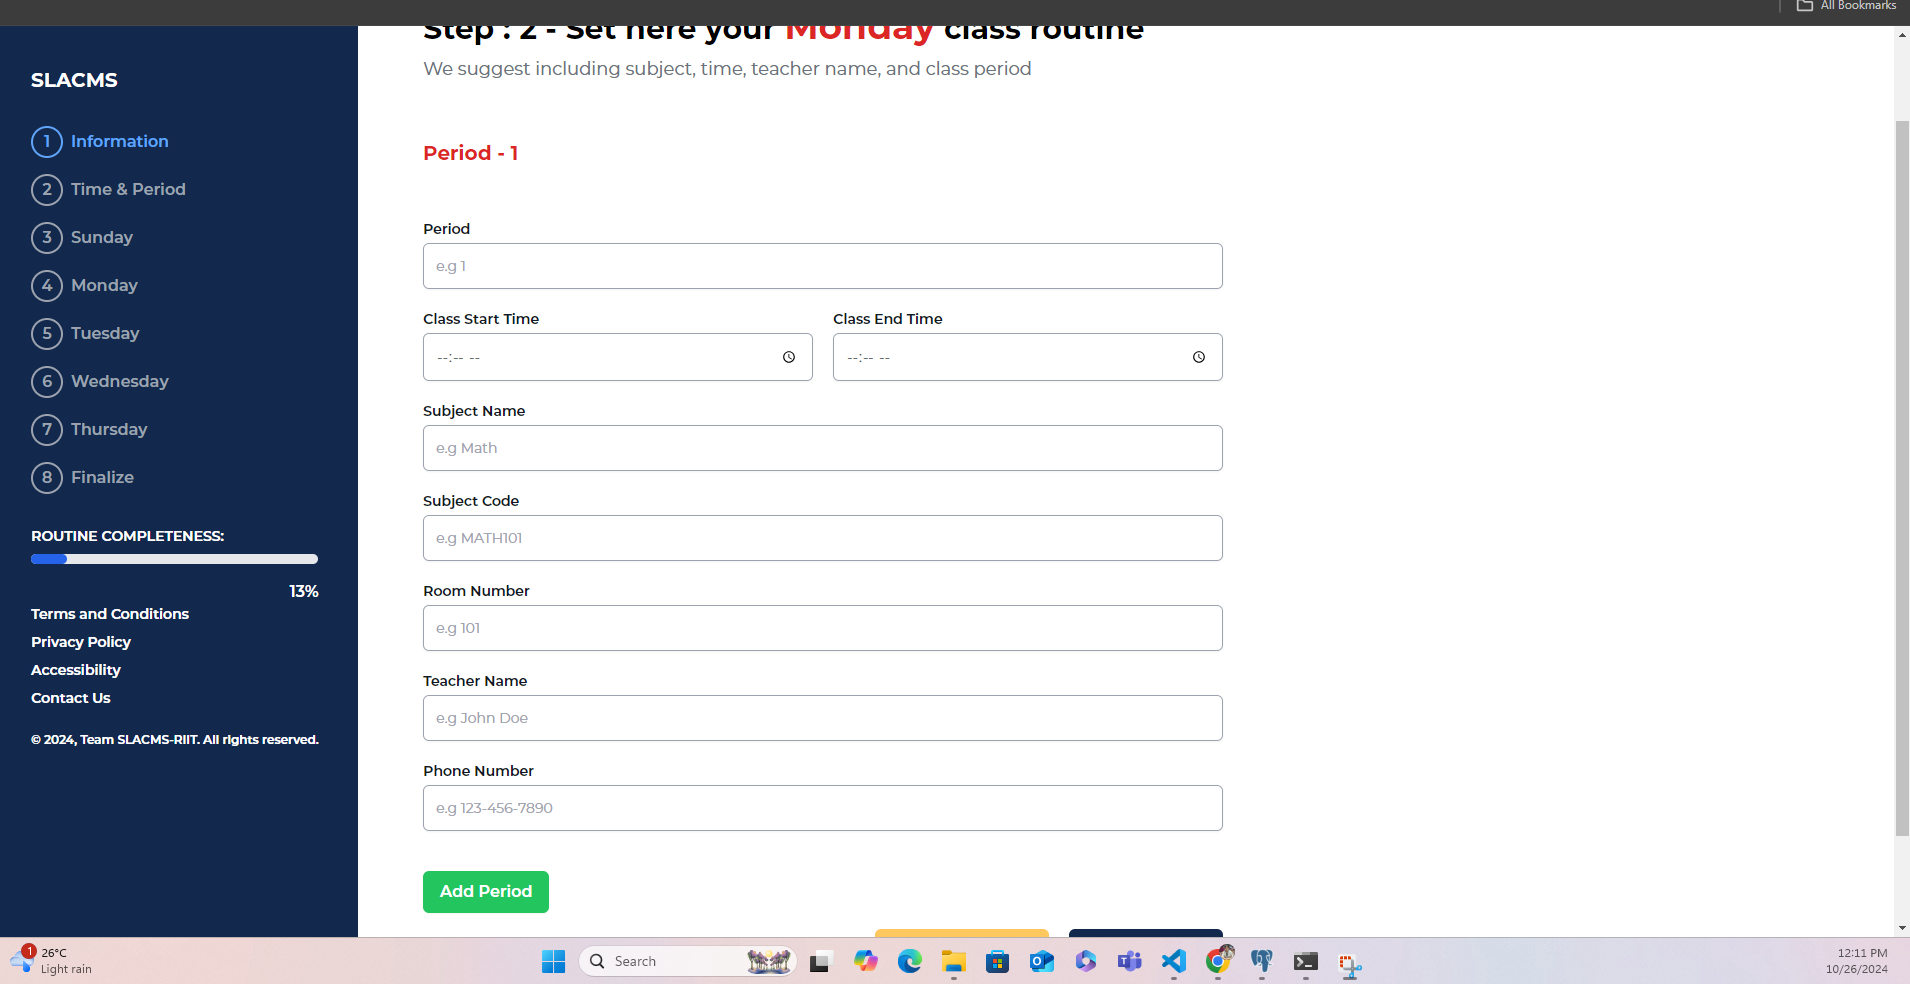 All Bookmarks
Step : 2 - Set here your Monday class routine
We suggest including subject, time, teacher name, and class period
SLACMS
1 Information
2 Time & Period
3 Sunday
4 Monday
5 Tuesday
6 Wednesday
7 Thursday
8 Finalize
ROUTINE COMPLETENESS:
13%
Terms and Conditions
Privacy Policy
Accessibility
Contact Us
© 2024, Team SLACMS-RIIT. All rights reserved.
Period - 1
Period
e.g 1
Class Start Time
--:-- --
Class End Time
--:-- --
Subject Name
e.g Math
Subject Code
e.g MATH101
Room Number
e.g 101
Teacher Name
e.g John Doe
Phone Number
e.g 123-456-7890
Add Period
1
26°C
Light rain
Search
12:11 PM
10/26/2024